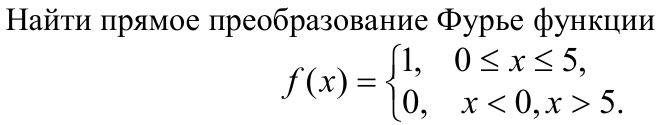 Найти прямое преобразование Фурье функции
f(x) = {1, 0 ≤ x ≤ 5,
0, x < 0, x > 5.